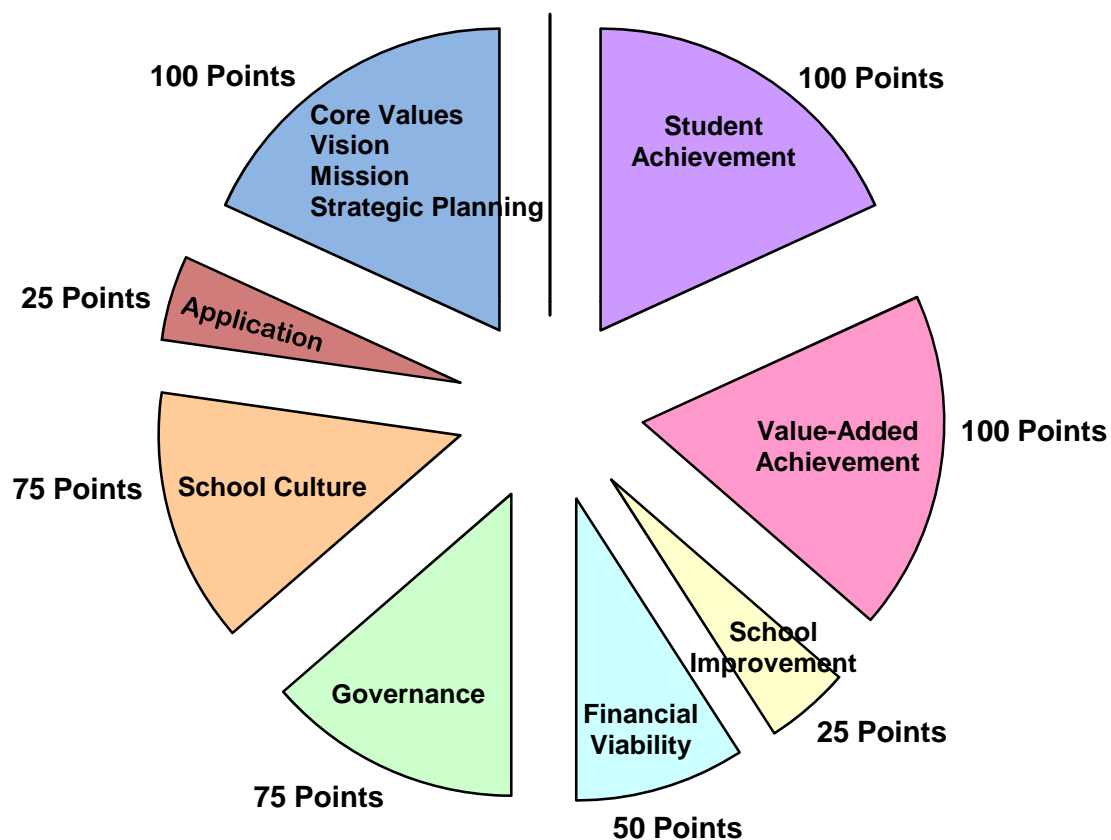 100 Points
Core Values
Vision
Mission
Strategic Planning
100 Points
Student
Achievement
25 Points
Application
100 Points
Value-Added
Achievement
75 Points
School Culture
School
Improvement
25 Points
Governance
75 Points
Financial
Viability
50 Points